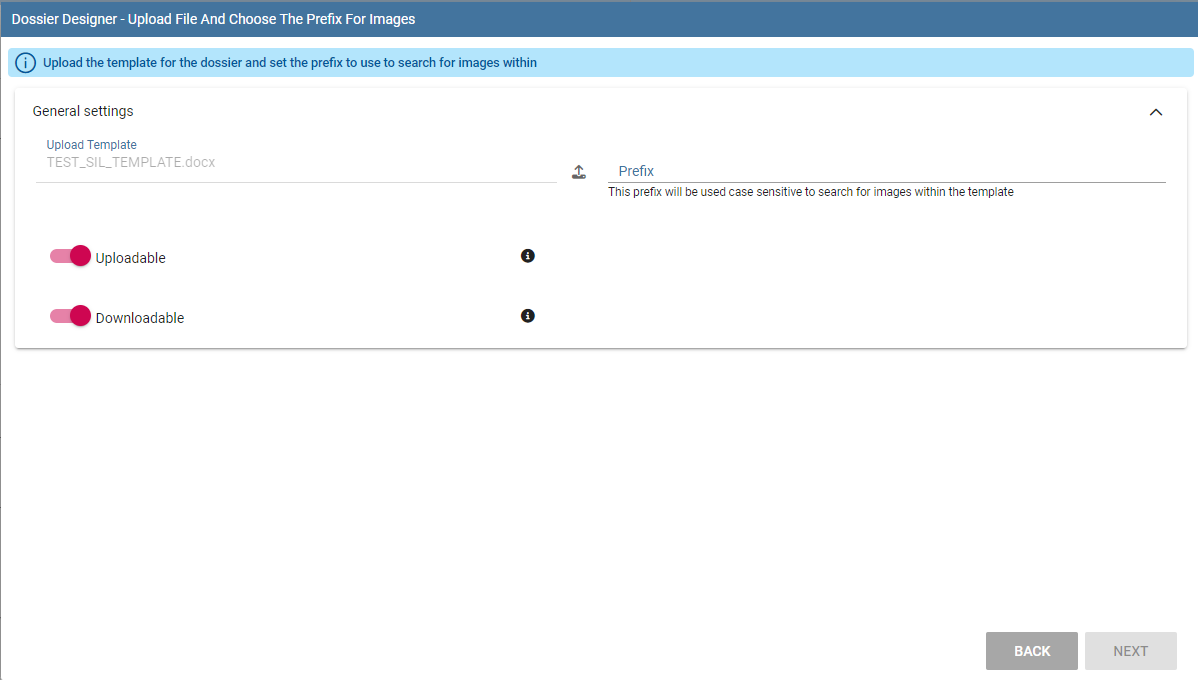 Dossier Designer - Upload File And Choose The Prefix For Images
Upload the template for the dossier and set the prefix to use to search for images within
General settings
Upload Template
TEST_SIL_TEMPLATE.docx
Prefix
This prefix will be used case sensitive to search for images within the template
Uploadable
Downloadable
BACK
NEXT